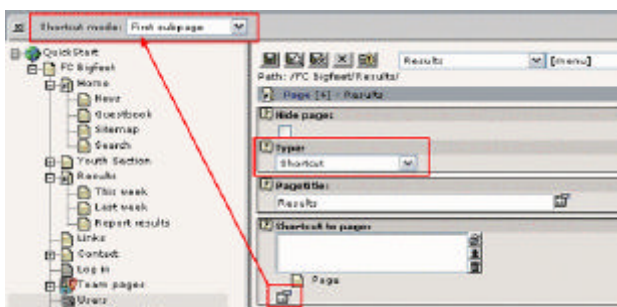 Shortcut mode: First subpage
QuickStart
FC Bigfeet
Home
News
Guestbook
Sitemap
Search
Youth Section
Results
This week
Last week
Report results
Links
Contact
Log in
Team pages
Users
Results
[menu]
Path: /FC Bigfeet/Results/
Page [4] - Results
Hide page:
Type:
Shortcut
Pagetitle:
Results
Shortcut to page:
Page